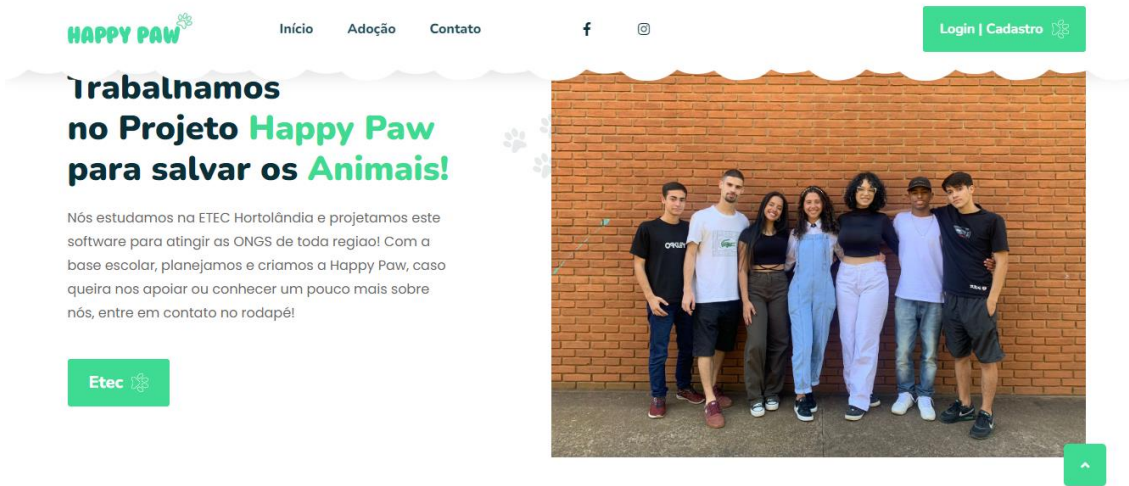 HAPPY PAW
Início
Adoção
Contato
Login | Cadastro
Trabalhamos
no Projeto Happy Paw
para salvar os Animais!
Nós estudamos na ETEC Hortolândia e projetamos este
software para atingir as ONGS de toda regiao! Com a
base escolar, planejamos e criamos a Happy Paw, caso
queira nos apoiar ou conhecer um pouco mais sobre
nós, entre em contato no rodapé!
Etec
OAKLEY